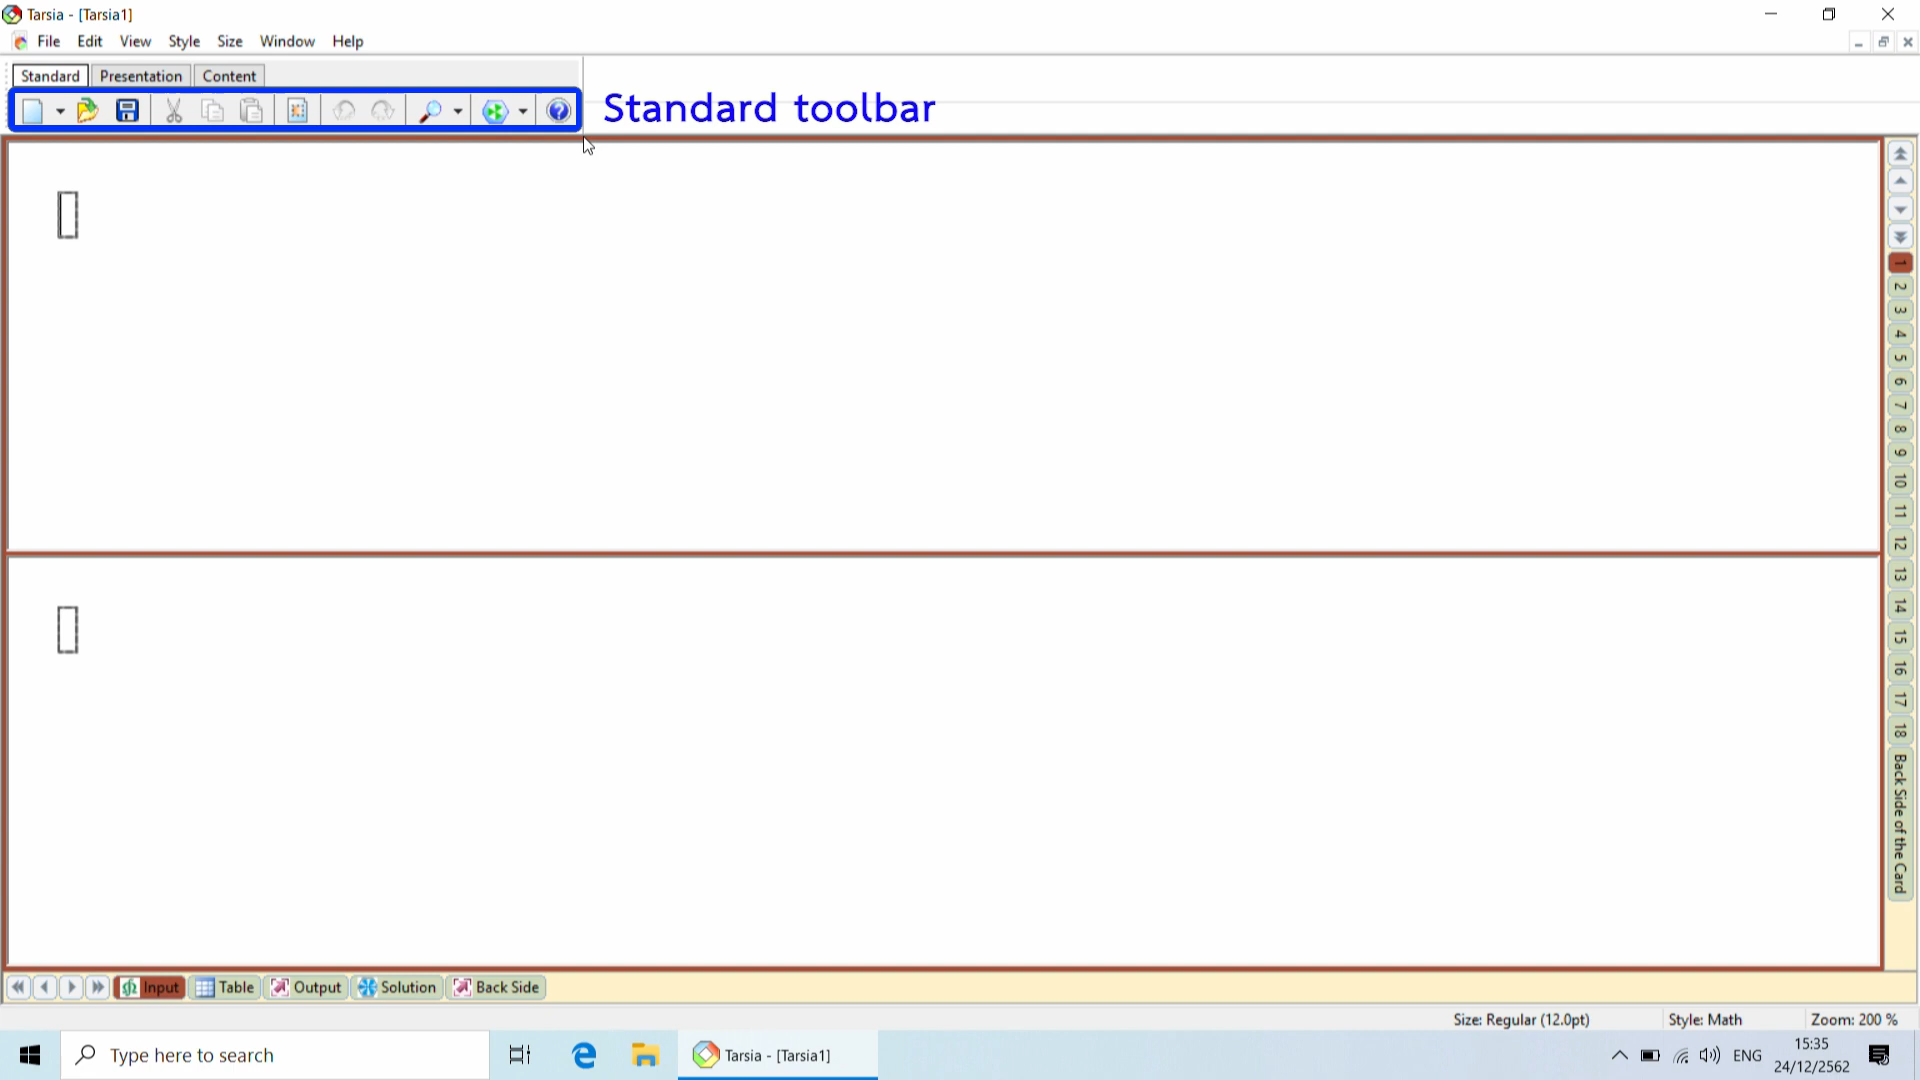 Tarsia - [Tarsia1]
File Edit View Style Size Window Help
Standard Presentation Content
Standard toolbar
1
2
3
4
5
6
7
8
9
10
11
12
13
14
15
16
17
18
Back Side of the Card
Input Table Output Solution Back Side
Size: Regular (12.0pt) Style: Math Zoom: 200 %
Type here to search
Tarsia - [Tarsia1]
ENG
15:35
24/12/2562